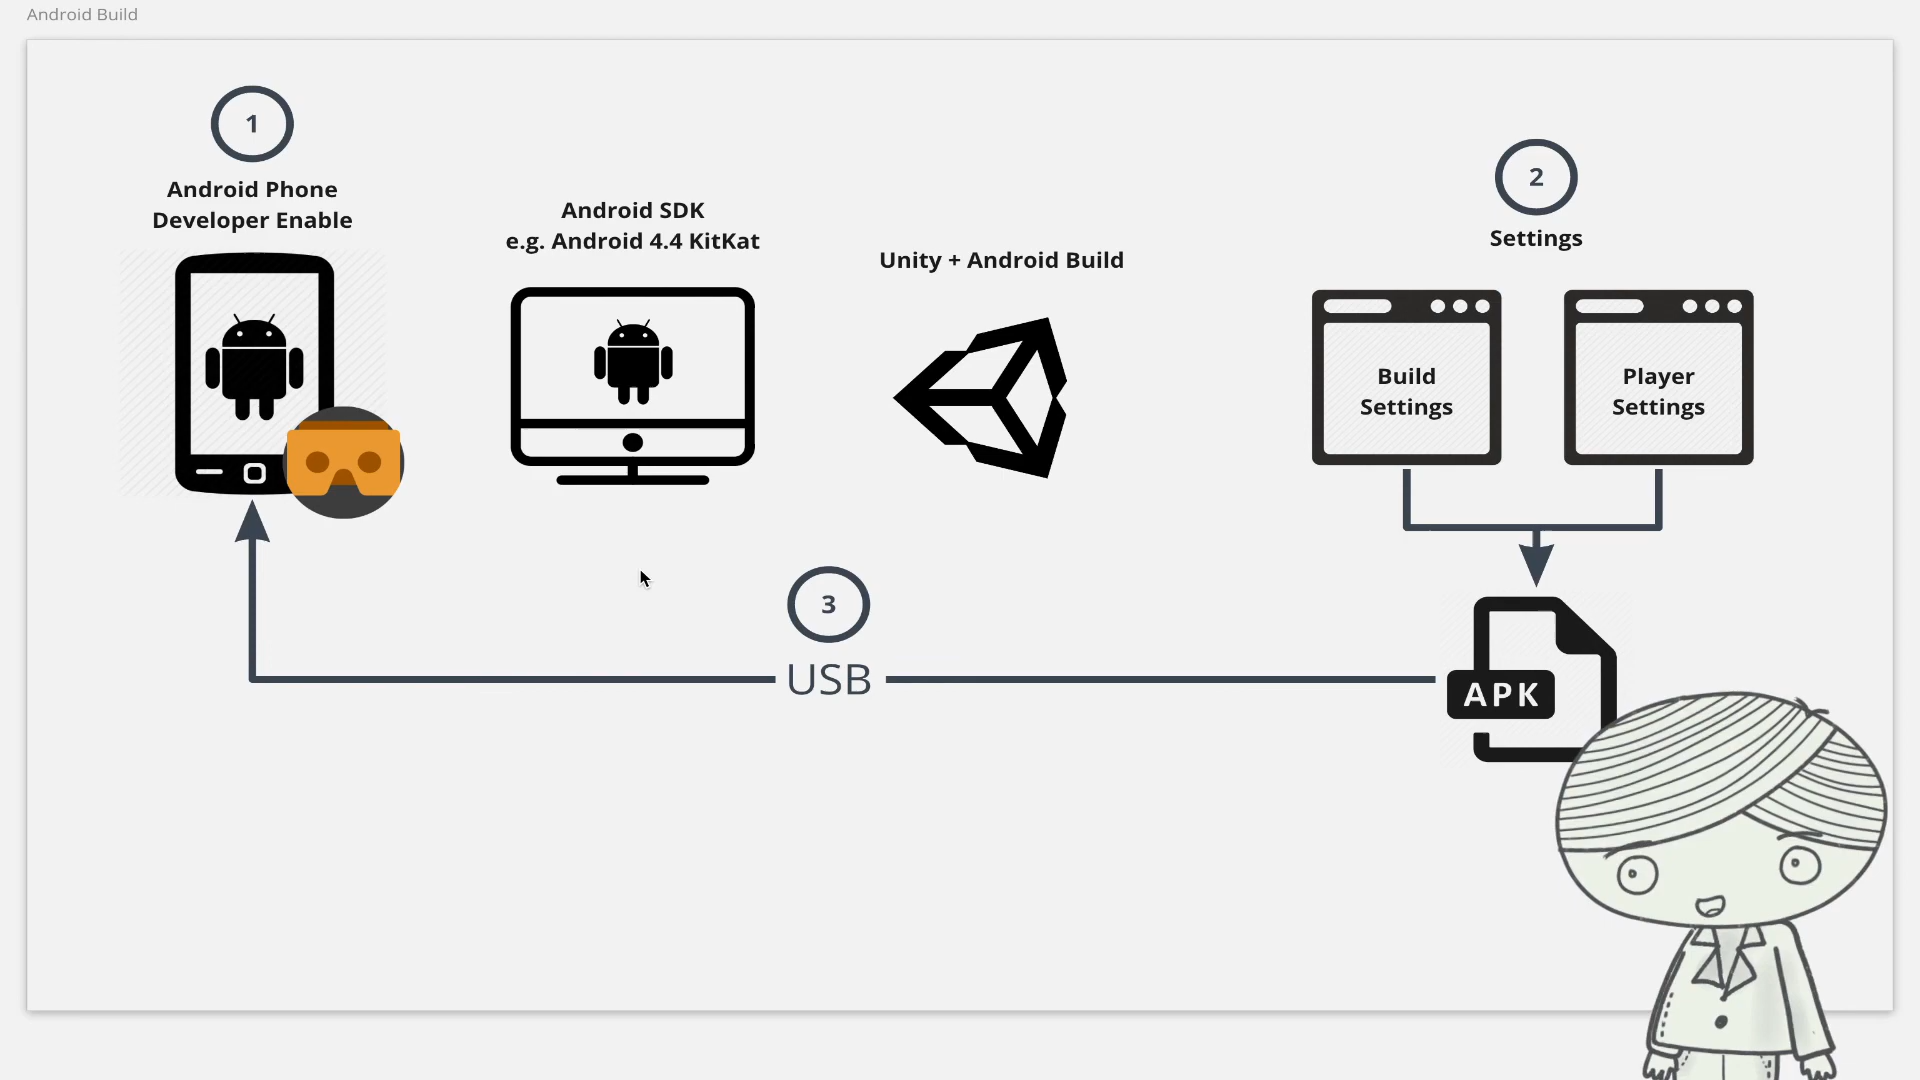 Android Build
1
Android Phone
Developer Enable
Android SDK
e.g. Android 4.4 KitKat
Unity + Android Build
2
Settings
Build
Settings
Player
Settings
3
USB
APK